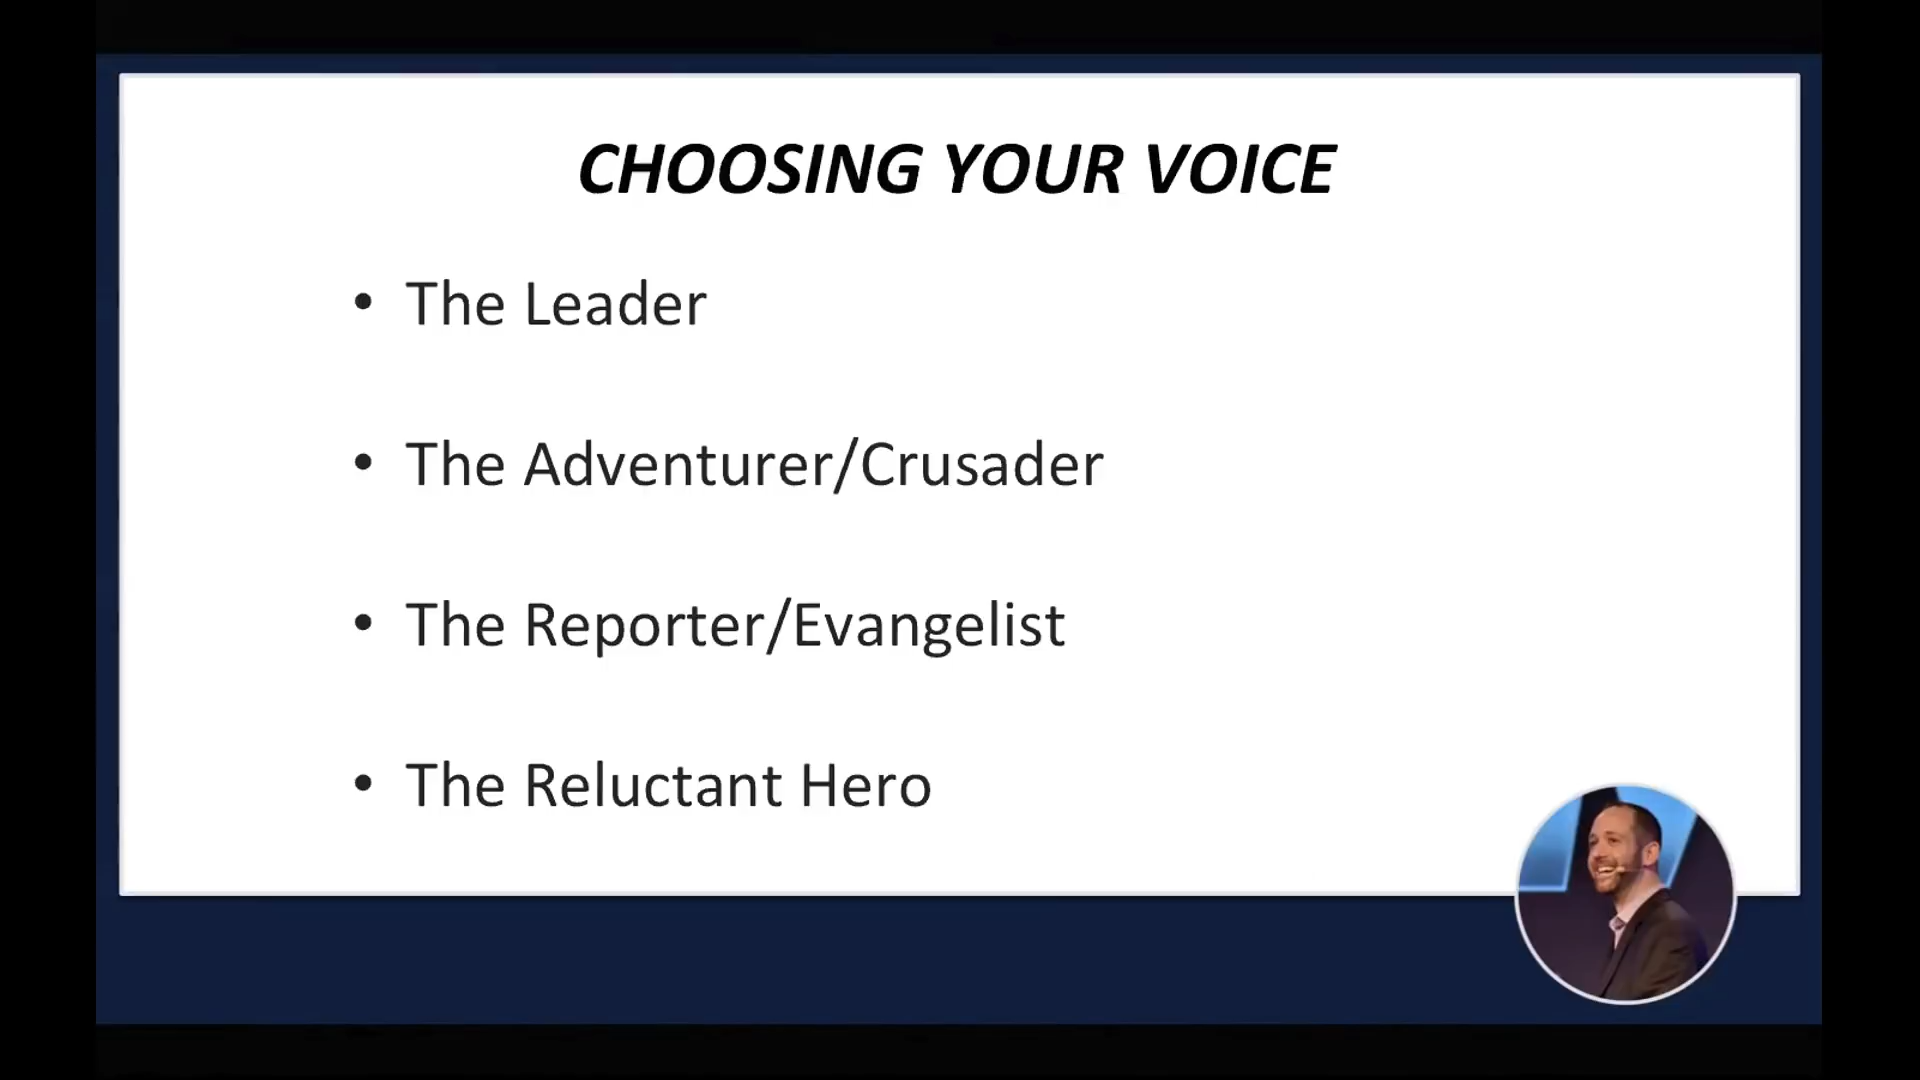 CHOOSING YOUR VOICE
• The Leader
• The Adventurer/Crusader
• The Reporter/Evangelist
• The Reluctant Hero